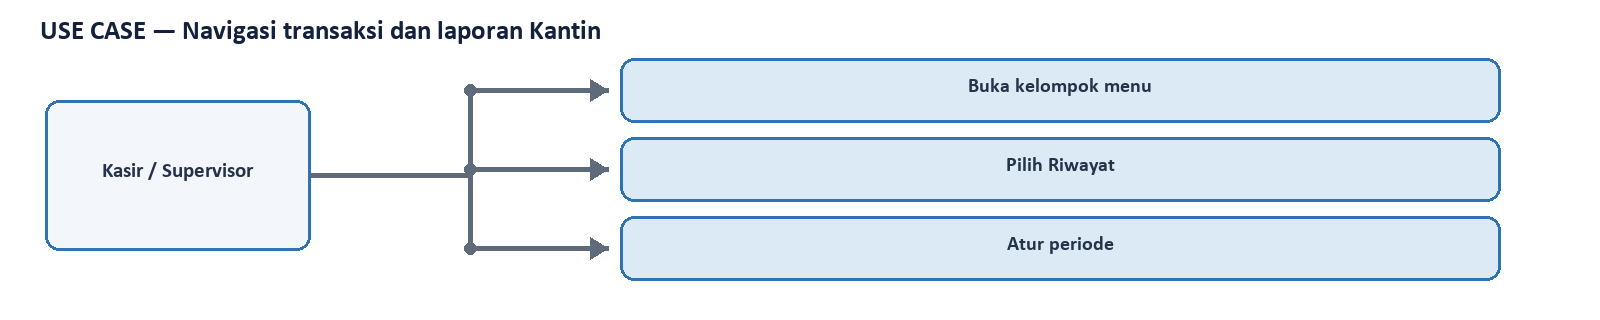 USE CASE — Navigasi transaksi dan laporan Kantin
Buka kelompok menu
Kasir / Supervisor
Pilih Riwayat
Atur periode